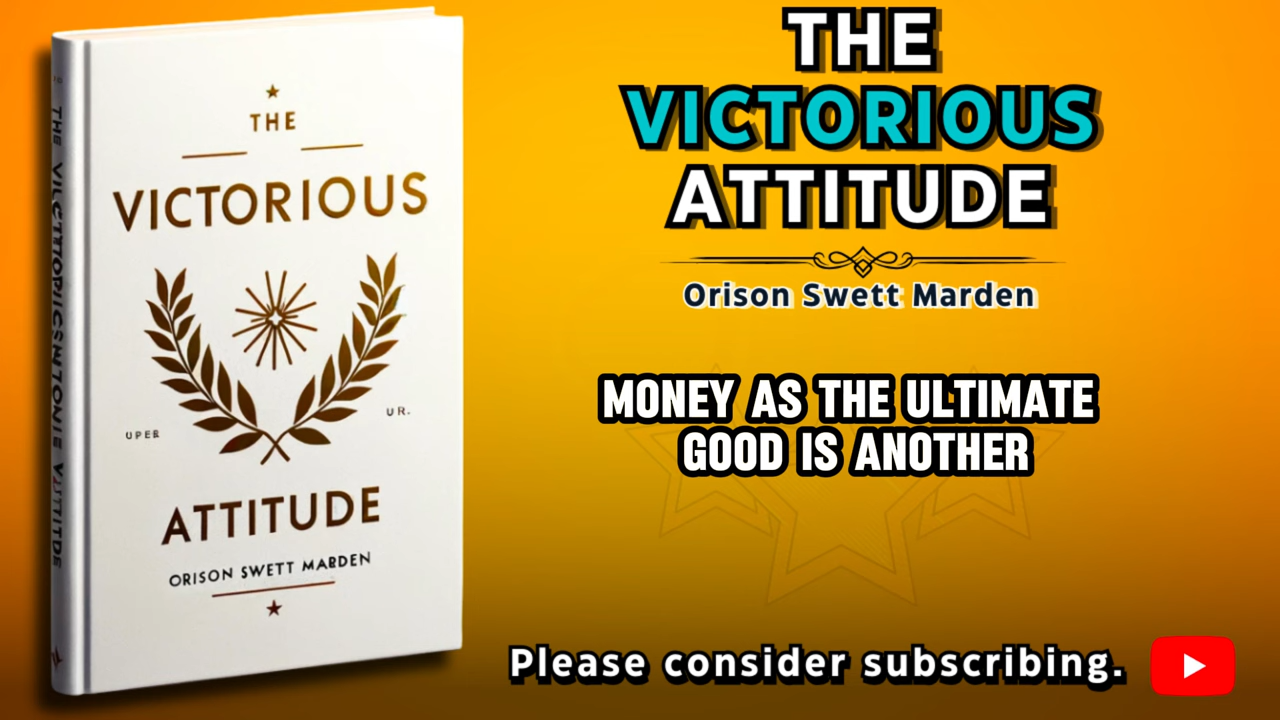 THE
VICTORIOUS
UPEB
UR.
ATTITUDE
ORISON SWETT MARDEN
THE
VICTORIOUS
ATTITUDE
Orison Swett Marden
MONEY AS THE ULTIMATE
GOOD IS ANOTHER
Please consider subscribing.